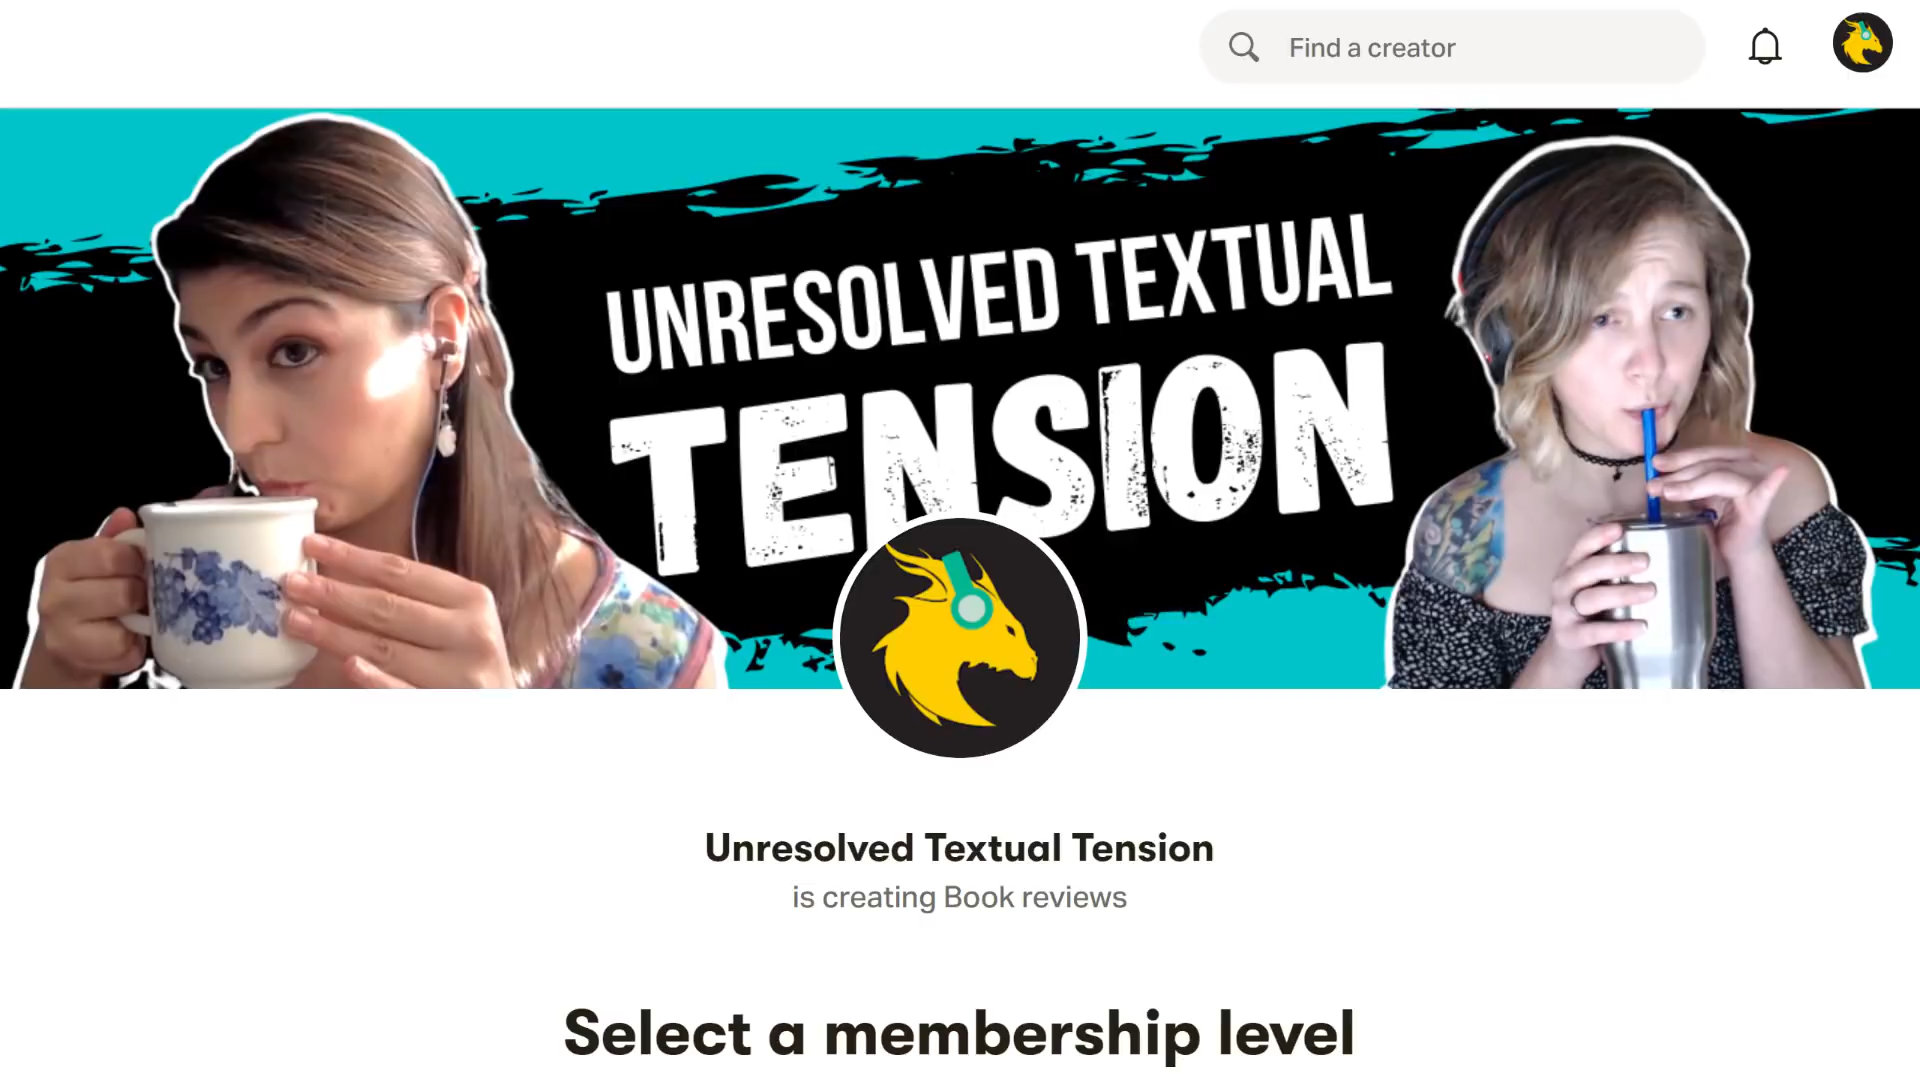 Find a creator
UNRESOLVED TEXTUAL
TENSION
Unresolved Textual Tension
is creating Book reviews
Select a membership level